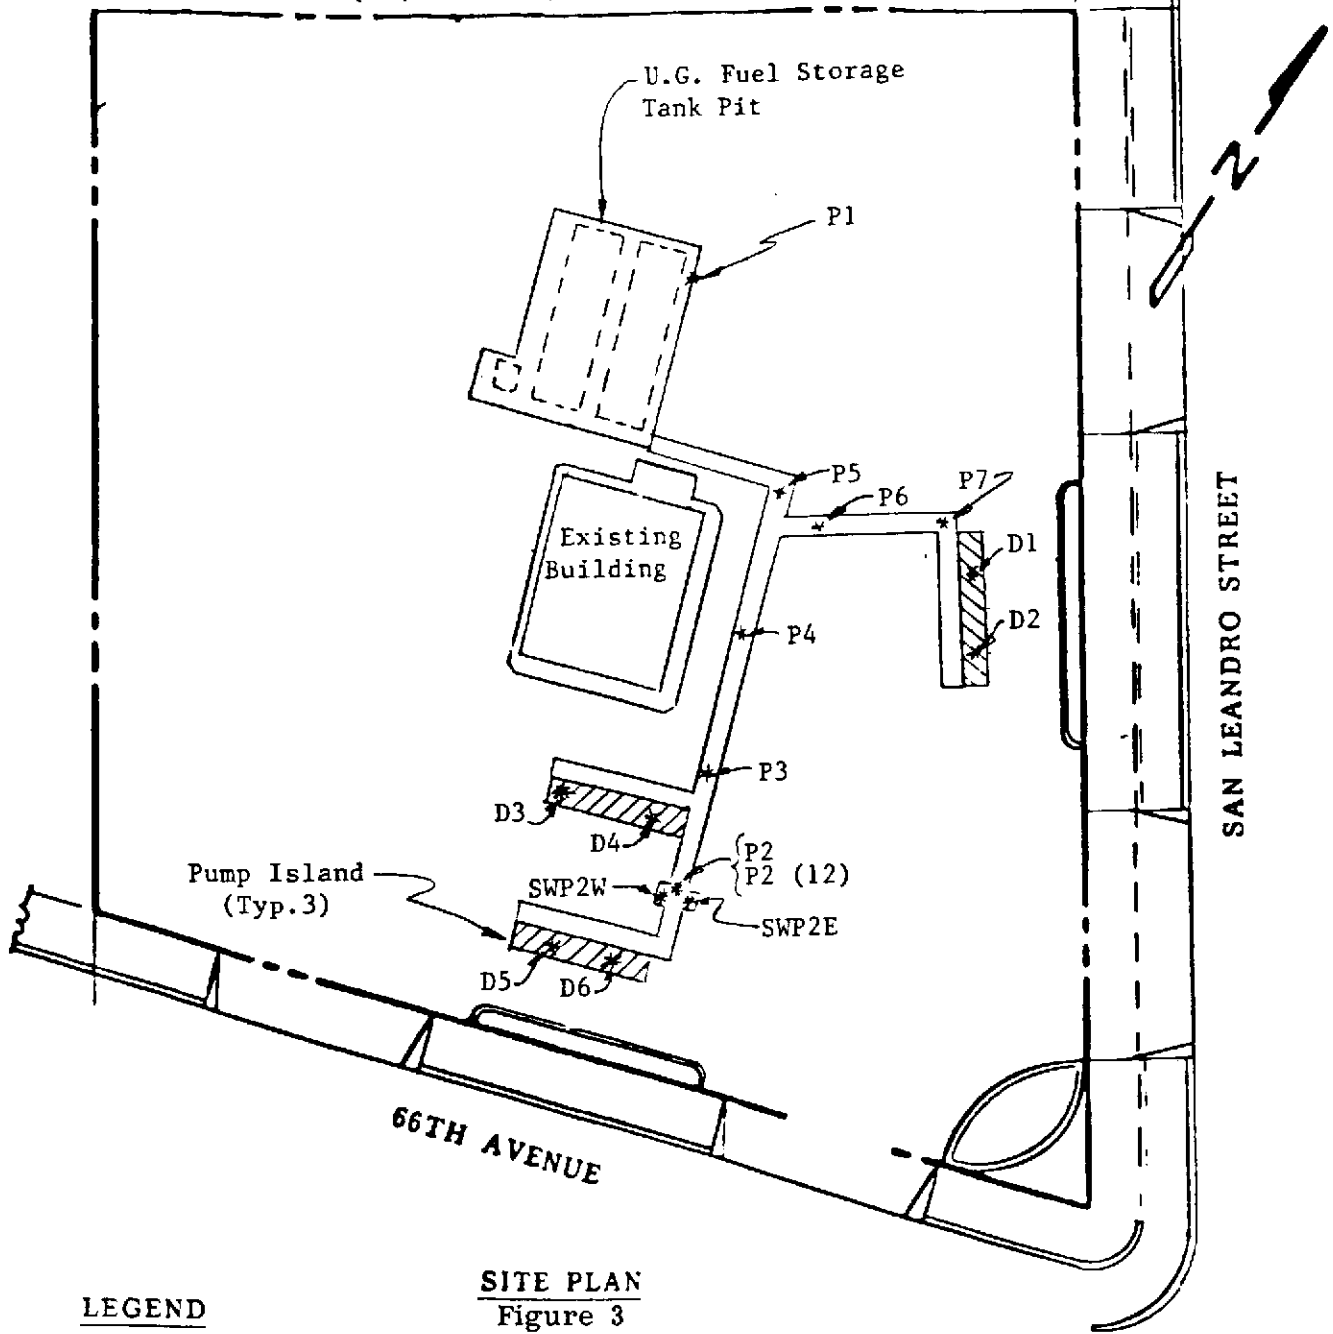 U.G. Fuel Storage
Tank Pit
P1
N
P5
P6
P7
Existing
Building
D1
D2
P4
SAN LEANDRO STREET
P3
D3
D4
P2
P2 (12)
Pump Island
(Typ.3)
SWP2W
SWP2E
D5
D6
66TH AVENUE
LEGEND
SITE PLAN
Figure 3